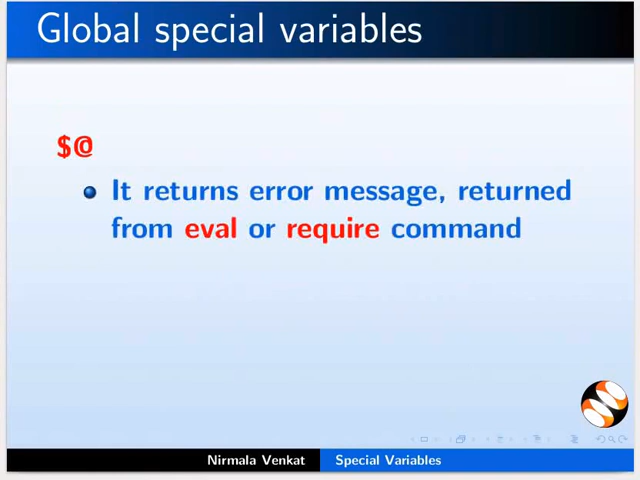 Global special variables
$@
It returns error message, returned
from eval or require command
Nirmala Venkat
Special Variables